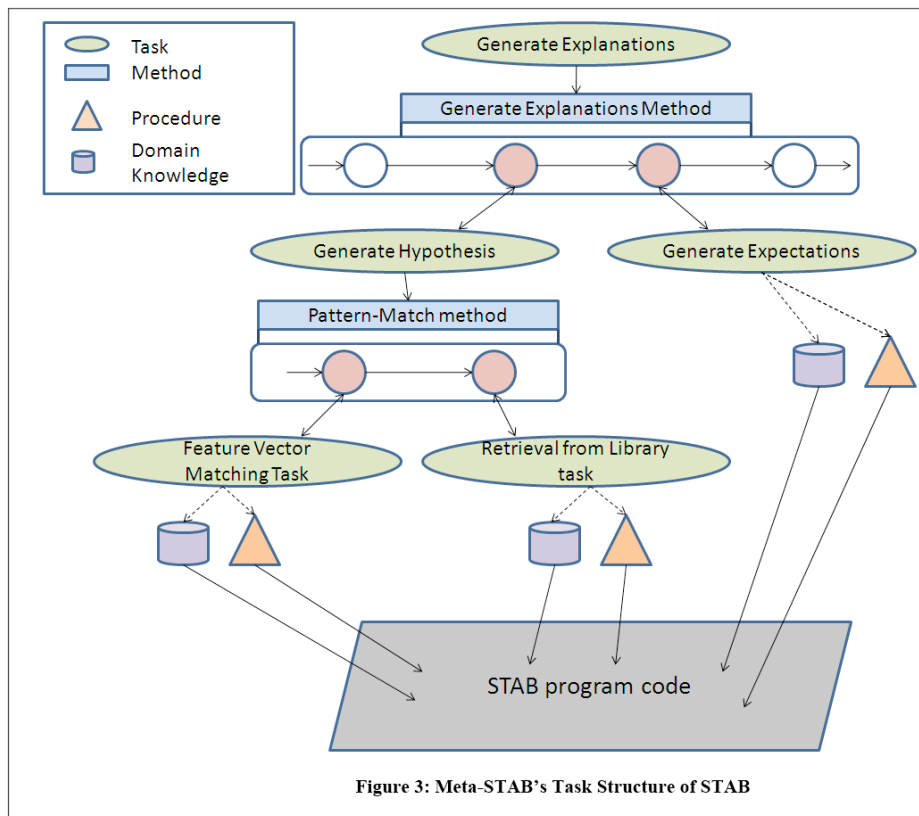 Task
Method
Procedure
Domain
Knowledge
Generate Explanations
Generate Explanations Method
Generate Hypothesis
Generate Expectations
Pattern-Match method
Feature Vector
Matching Task
Retrieval from Library
task
STAB program code
Figure 3: Meta-STAB's Task Structure of STAB